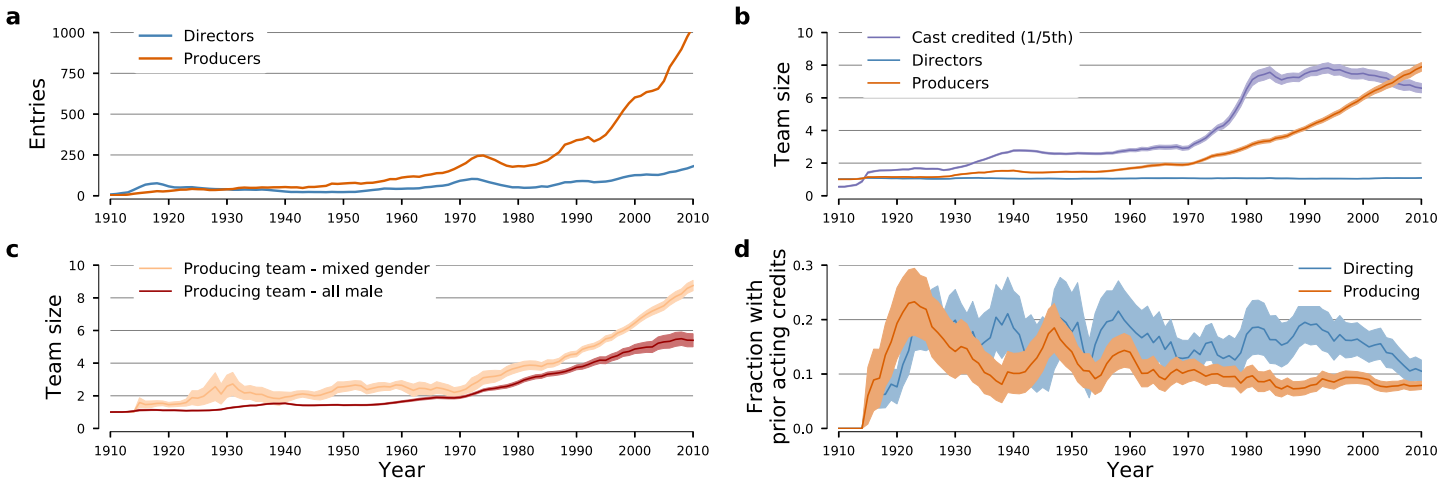 a
Directors
Producers
Entries
0
250
500
750
1000
1910 1920 1930 1940 1950 1960 1970 1980 1990 2000 2010
b
Cast credited (1/5th)
Directors
Producers
Team size
0
2
4
6
8
10
1910 1920 1930 1940 1950 1960 1970 1980 1990 2000 2010
c
Producing team - mixed gender
Producing team - all male
Team size
0
2
4
6
8
10
1910 1920 1930 1940 1950 1960 1970 1980 1990 2000 2010
Year
d
Directing
Producing
Fraction with
prior acting credits
0.0
0.1
0.2
0.3
1910 1920 1930 1940 1950 1960 1970 1980 1990 2000 2010
Year